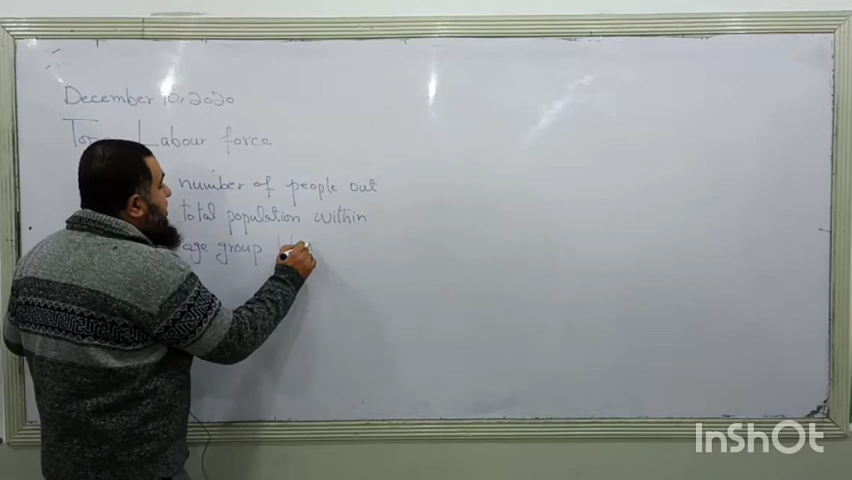 December 10, 2020
Labour force
number of people out
total population within
age group
InShOt